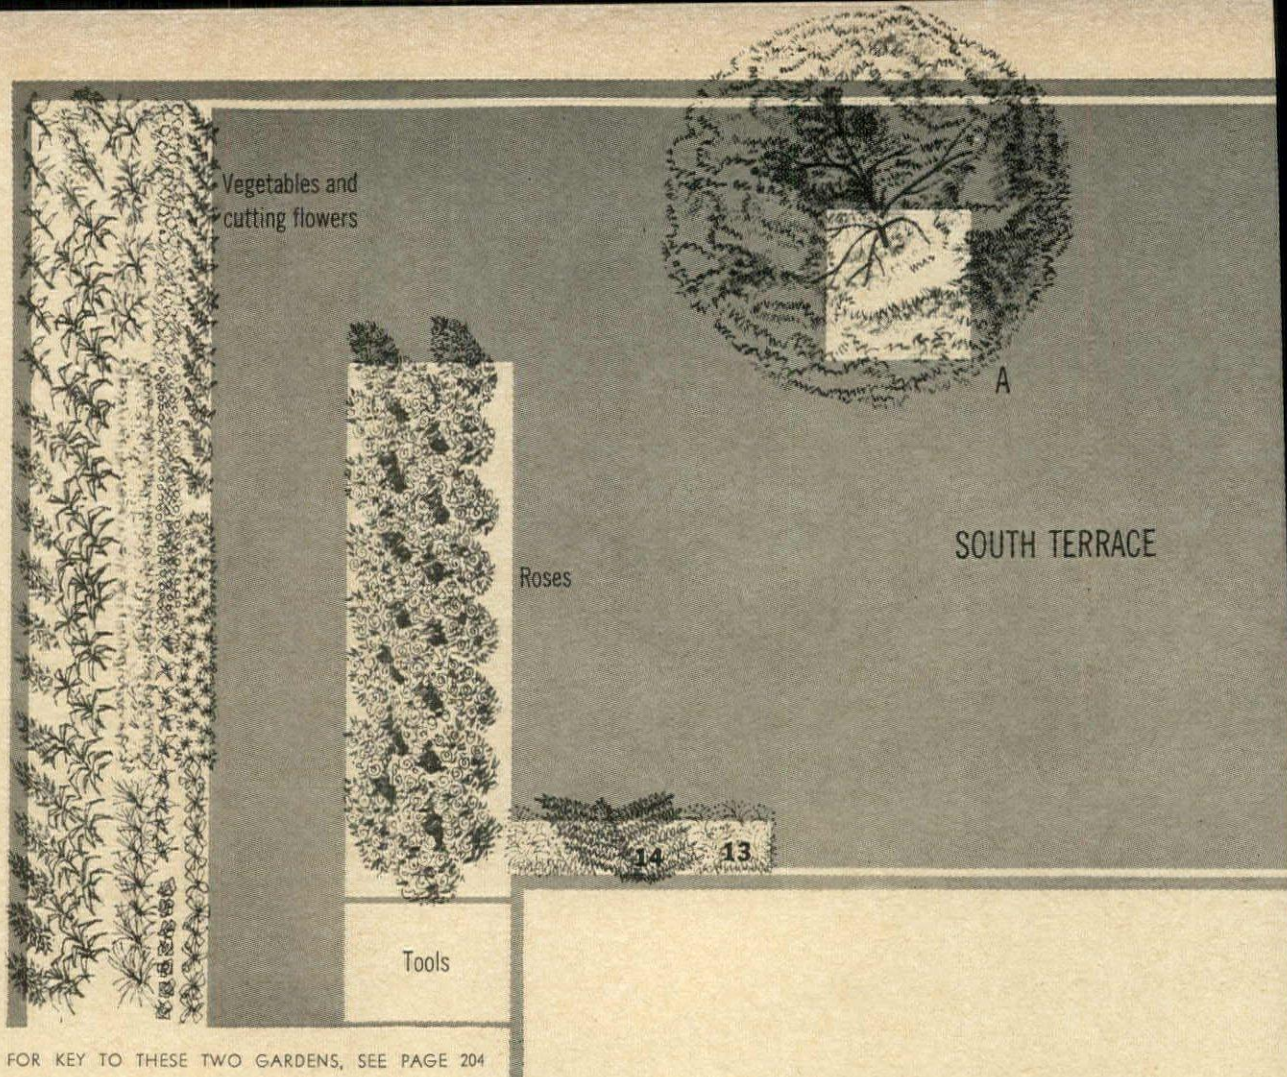 Vegetables and
cutting flowers
A
SOUTH TERRACE
Roses
14 13
Tools
FOR KEY TO THESE TWO GARDENS, SEE PAGE 204